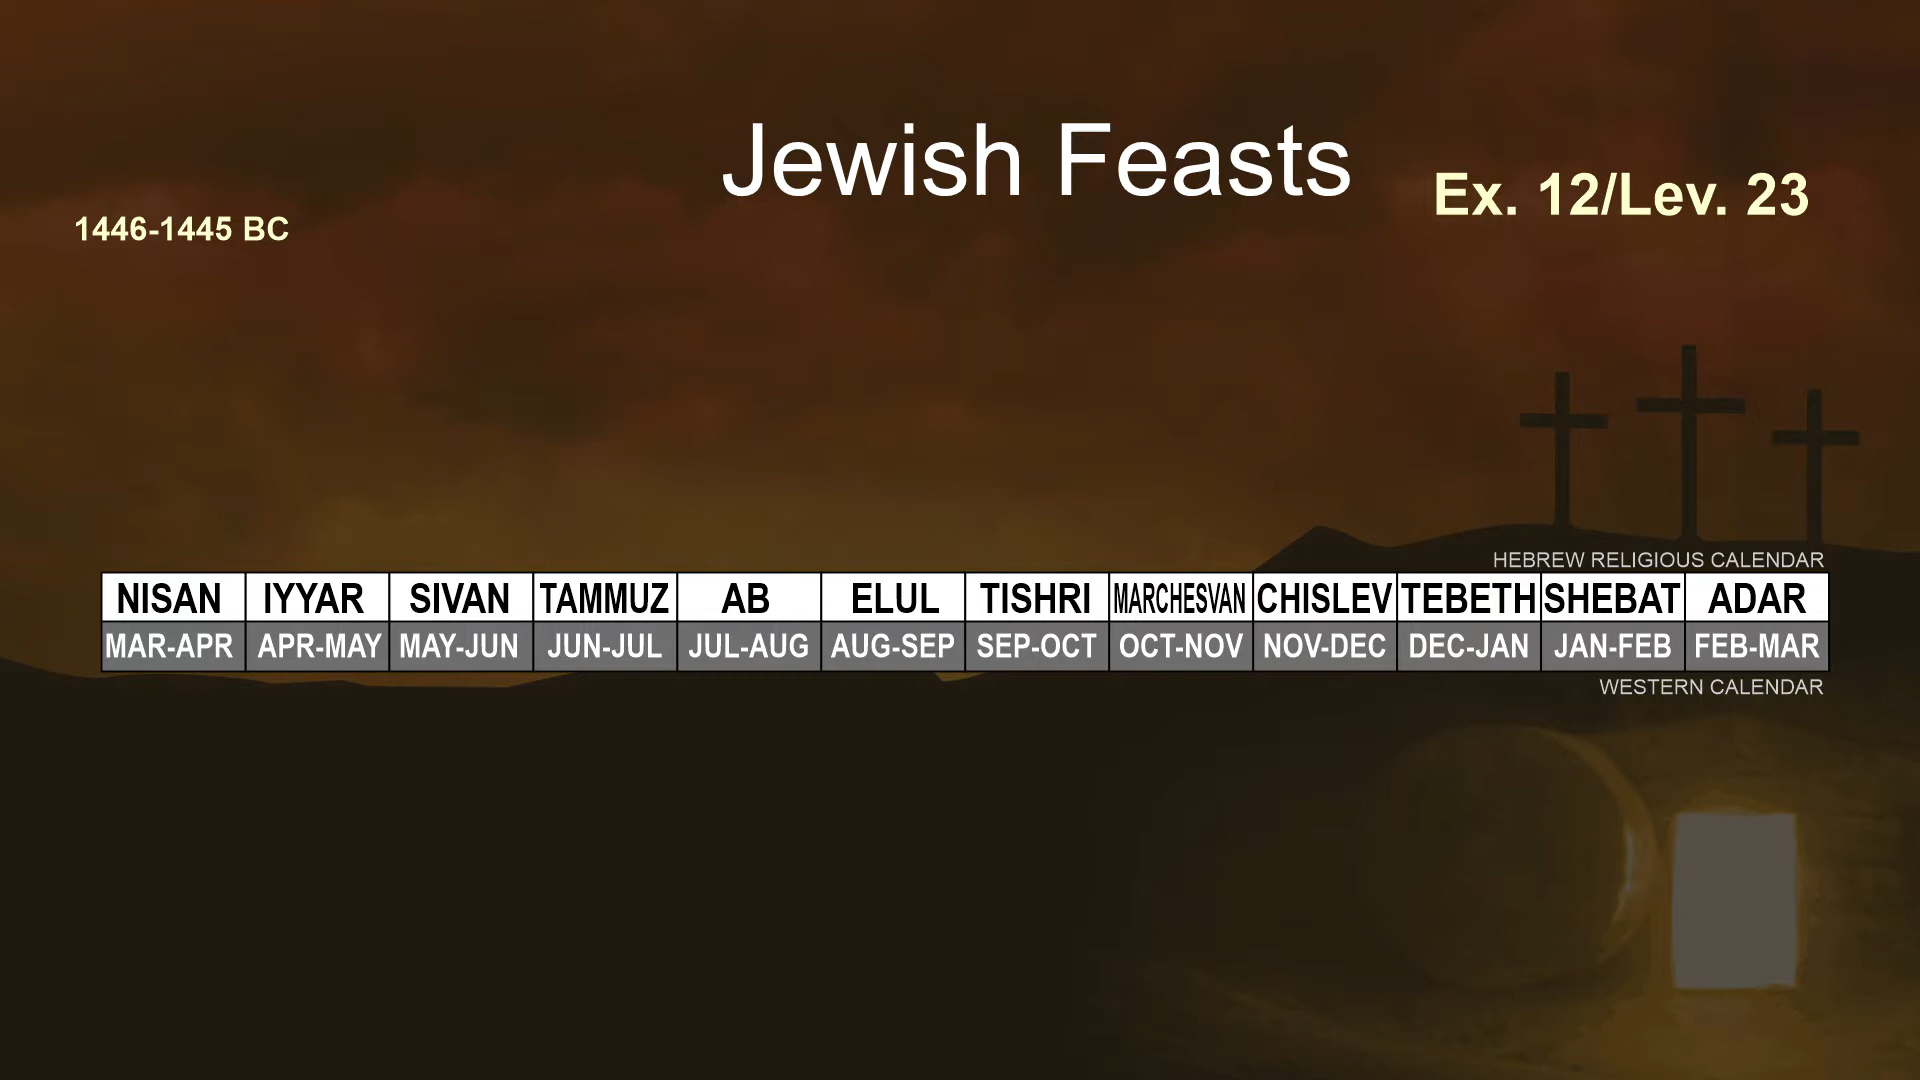 Jewish Feasts
Ex. 12/Lev. 23
1446-1445 BC
HEBREW RELIGIOUS CALENDAR
NISAN IYYAR SIVAN TAMMUZ AB ELUL TISHRI MARCHESVAN CHISLEV TEBETH SHEBAT ADAR
MAR-APR APR-MAY MAY-JUN JUN-JUL JUL-AUG AUG-SEP SEP-OCT OCT-NOV NOV-DEC DEC-JAN JAN-FEB FEB-MAR
WESTERN CALENDAR